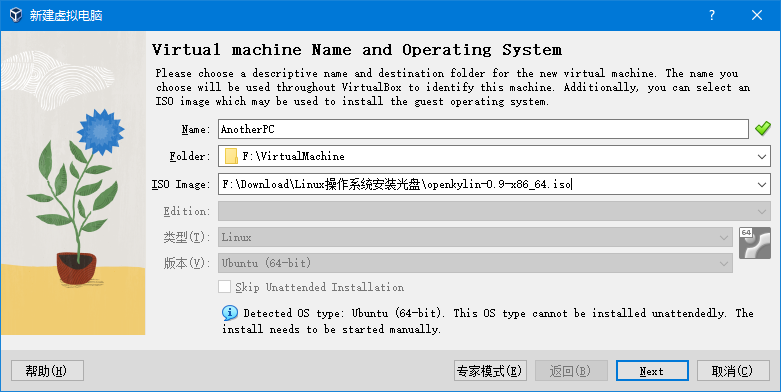 新建虚拟电脑
Virtual machine Name and Operating System
Please choose a descriptive name and destination folder for the new virtual machine. The name you
choose will be used throughout VirtualBox to identify this machine. Additionally, you can select an
ISO image which may be used to install the guest operating system.
Name: AnotherPC
Folder: F:\VirtualMachine
ISO Image: F:\Download\Linux操作系统安装光盘\openkylin-0.9-x86_64.iso
Edition:
类型(T): Linux
64
版本(V): Ubuntu (64-bit)
Skip Unattended Installation
Detected OS type: Ubuntu (64-bit). This OS type cannot be installed unattendedly. The
install needs to be started manually.
帮助(H) 专家模式(E) 返回(B) Next 取消(C)